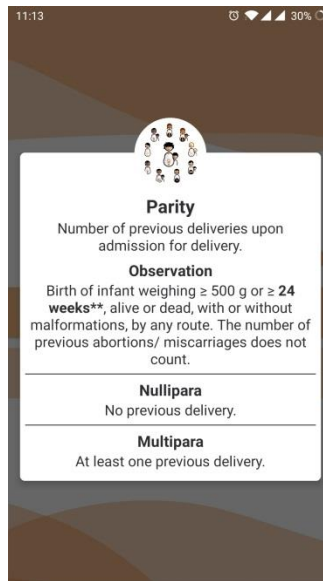 11:13
30%
Parity
Number of previous deliveries upon
admission for delivery.
Observation
Birth of infant weighing ≥ 500 g or ≥ 24
weeks**, alive or dead, with or without
malformations, by any route. The number of
previous abortions/ miscarriages does not
count.
Nullipara
No previous delivery.
Multipara
At least one previous delivery.